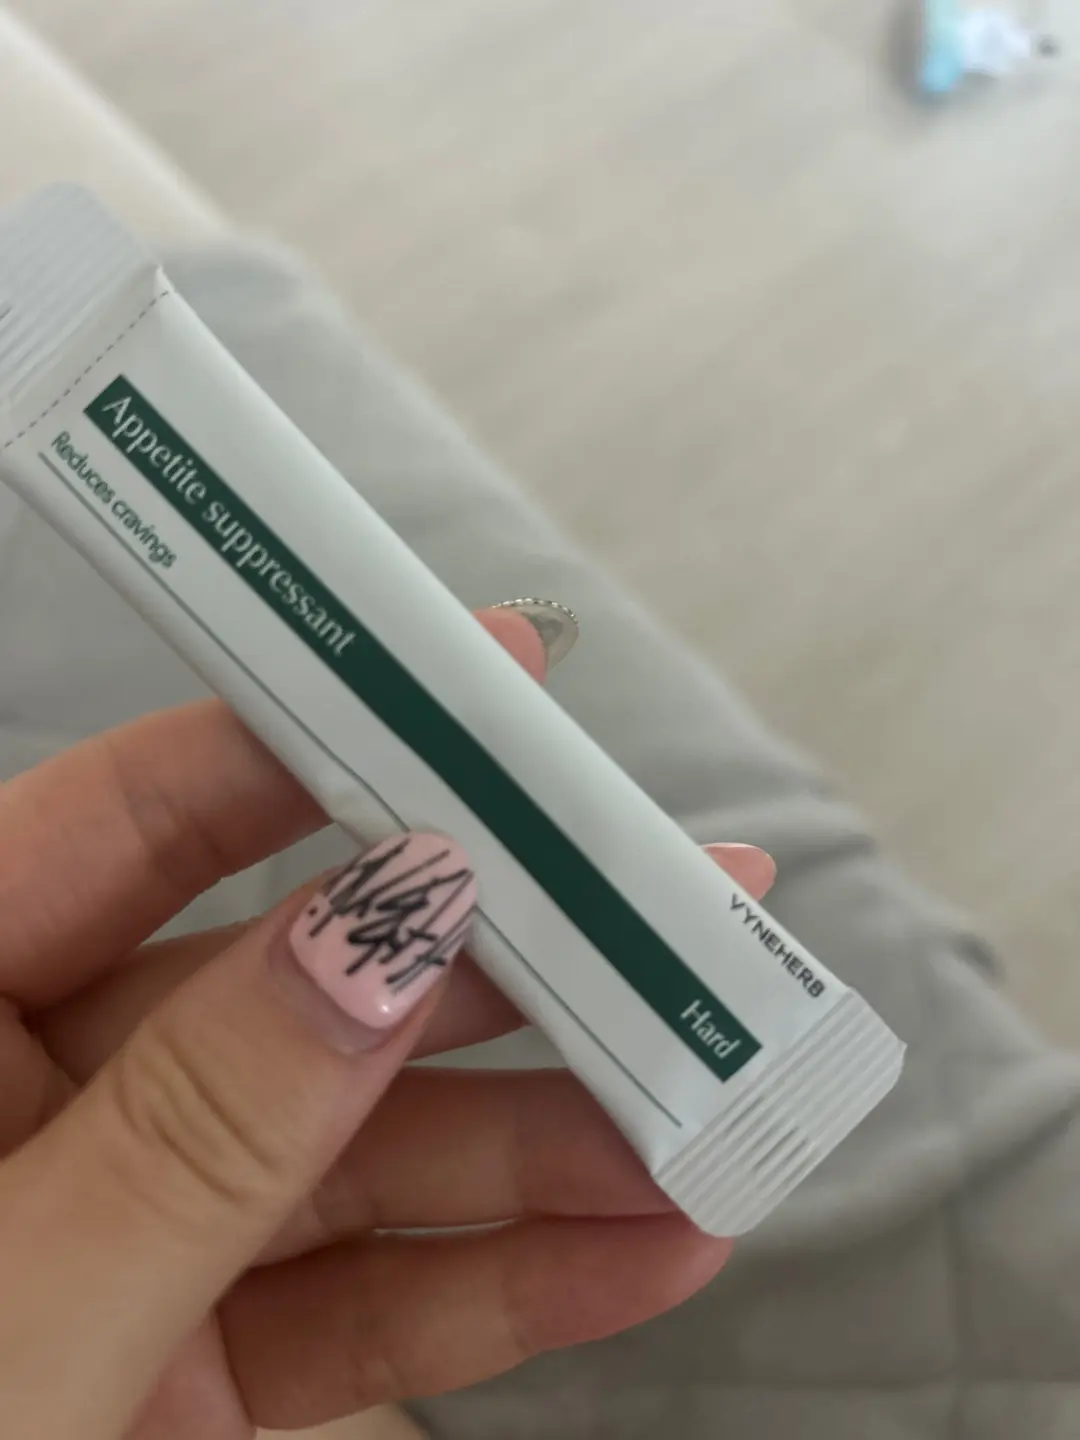 Appetite suppressant
Reduces cravings
Hard
VYNEHERB